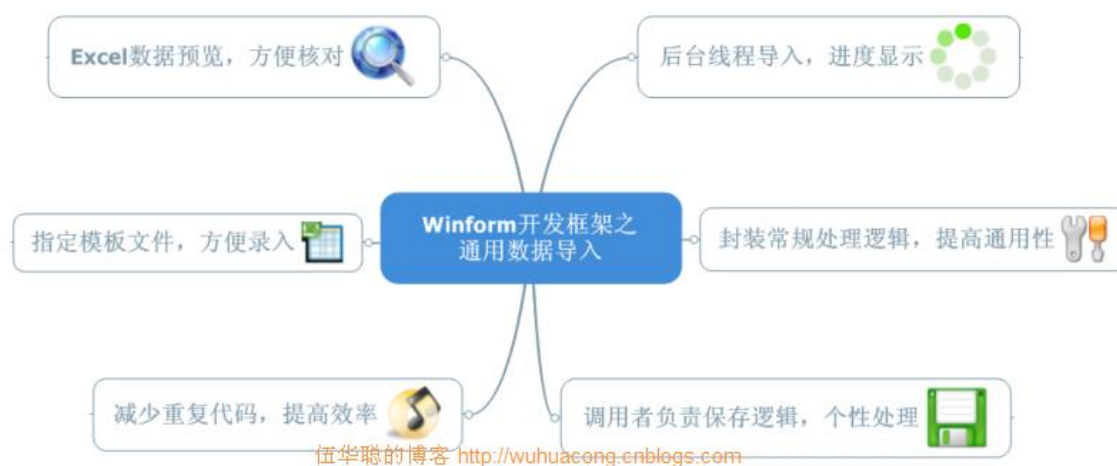 Excel数据预览，方便核对
后台线程导入，进度显示
指定模板文件，方便录入
Winform开发框架之
通用数据导入
封装常规处理逻辑，提高通用性
减少重复代码，提高效率
调用者负责保存逻辑，个性处理
伍华聪的博客 http://wuhuacong.cnblogs.com